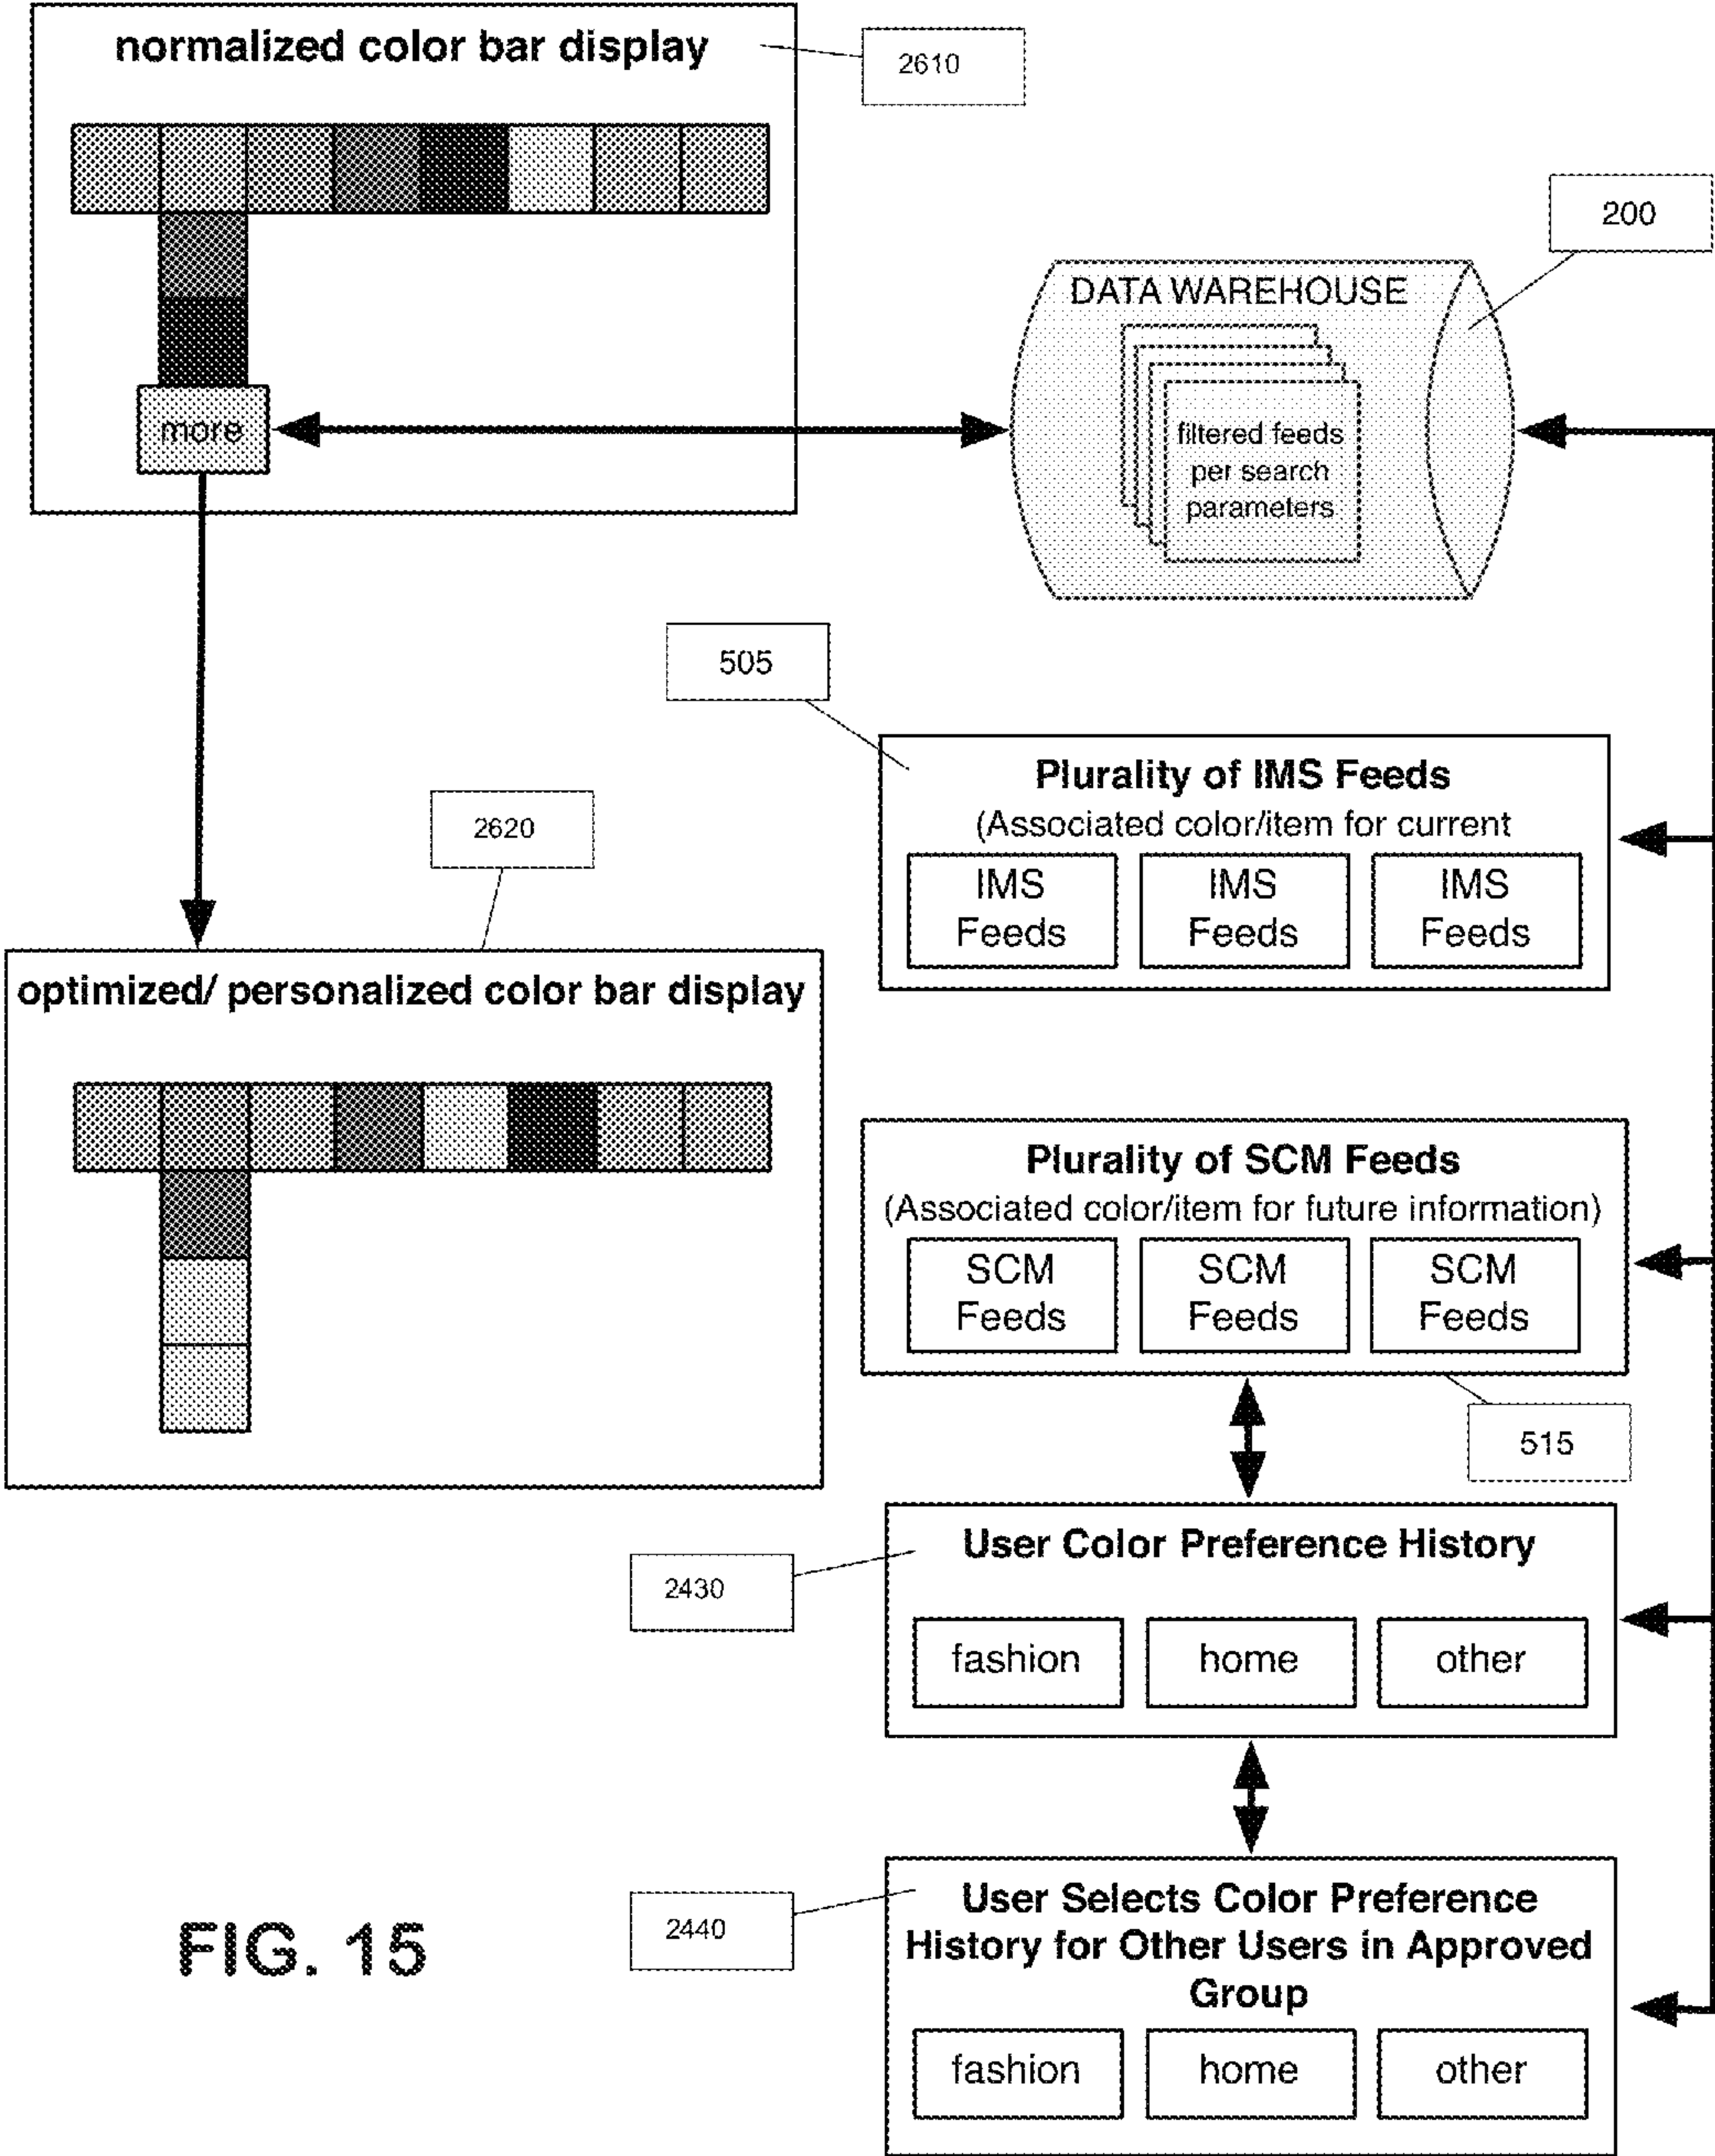 normalized color bar display
2610
more
200
DATA WAREHOUSE
filtered feeds
per search
parameters
505
Plurality of IMS Feeds
(Associated color/item for current
IMS
Feeds
IMS
Feeds
IMS
Feeds
2620
optimized/ personalized color bar display
Plurality of SCM Feeds
(Associated color/item for future information)
SCM
Feeds
SCM
Feeds
SCM
Feeds
515
User Color Preference History
2430
fashion
home
other
User Selects Color Preference
History for Other Users in Approved
Group
2440
fashion
home
other
FIG. 15